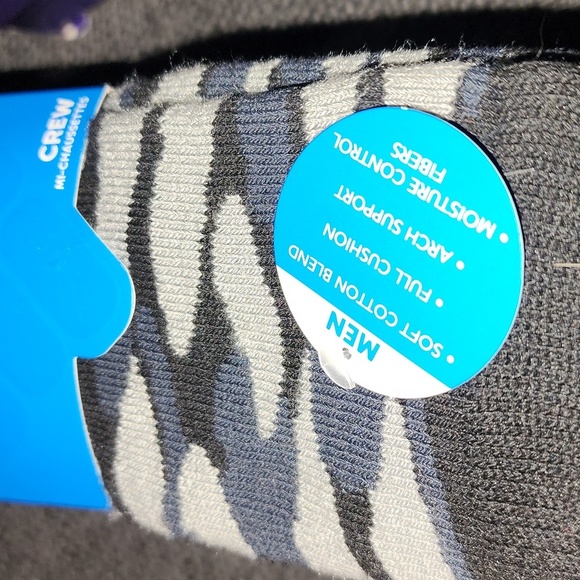 CREW
MI-CHAUSSETTES
MEN
• SOFT COTTON BLEND
• FULL CUSHION
• ARCH SUPPORT
• MOISTURE CONTROL
FIBERS